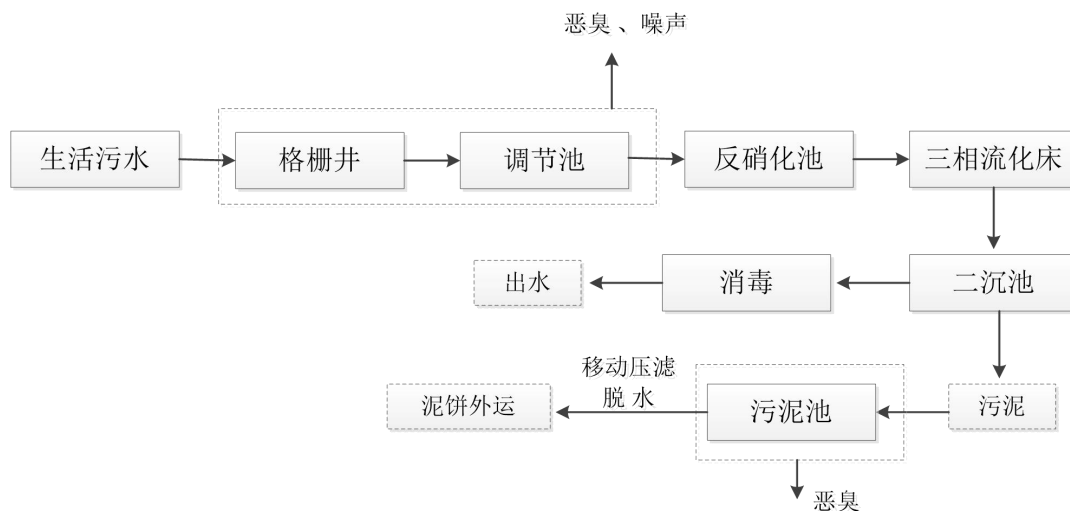 恶臭、噪声
生活污水
格栅井
调节池
反硝化池
三相流化床
出水
消毒
二沉池
移动压滤
脱水
泥饼外运
污泥池
污泥
恶臭